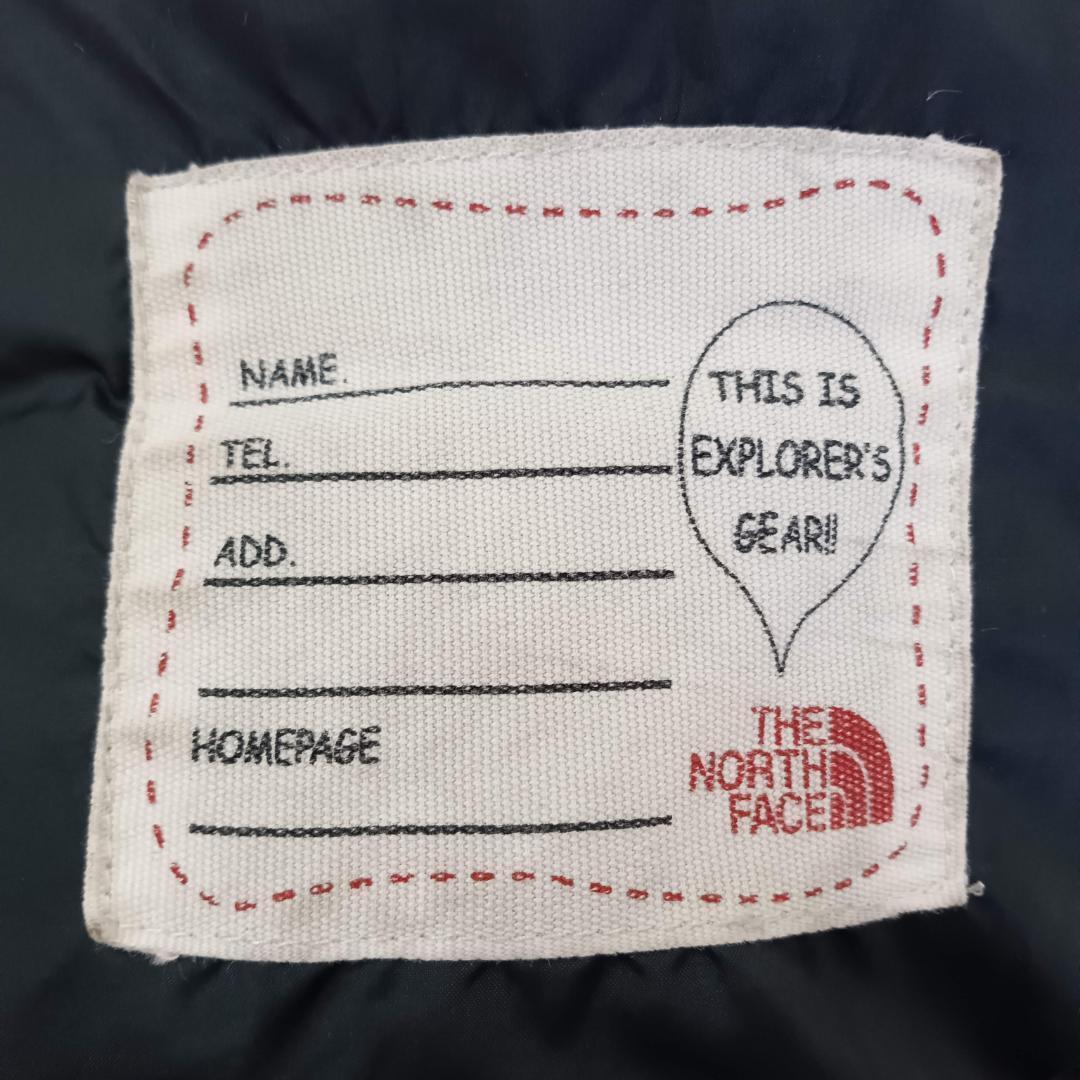 NAME.
TEL.
ADD.
HOMEPAGE
THIS IS
EXPLORER'S
GEAR!!
THE
NORTH
FACE